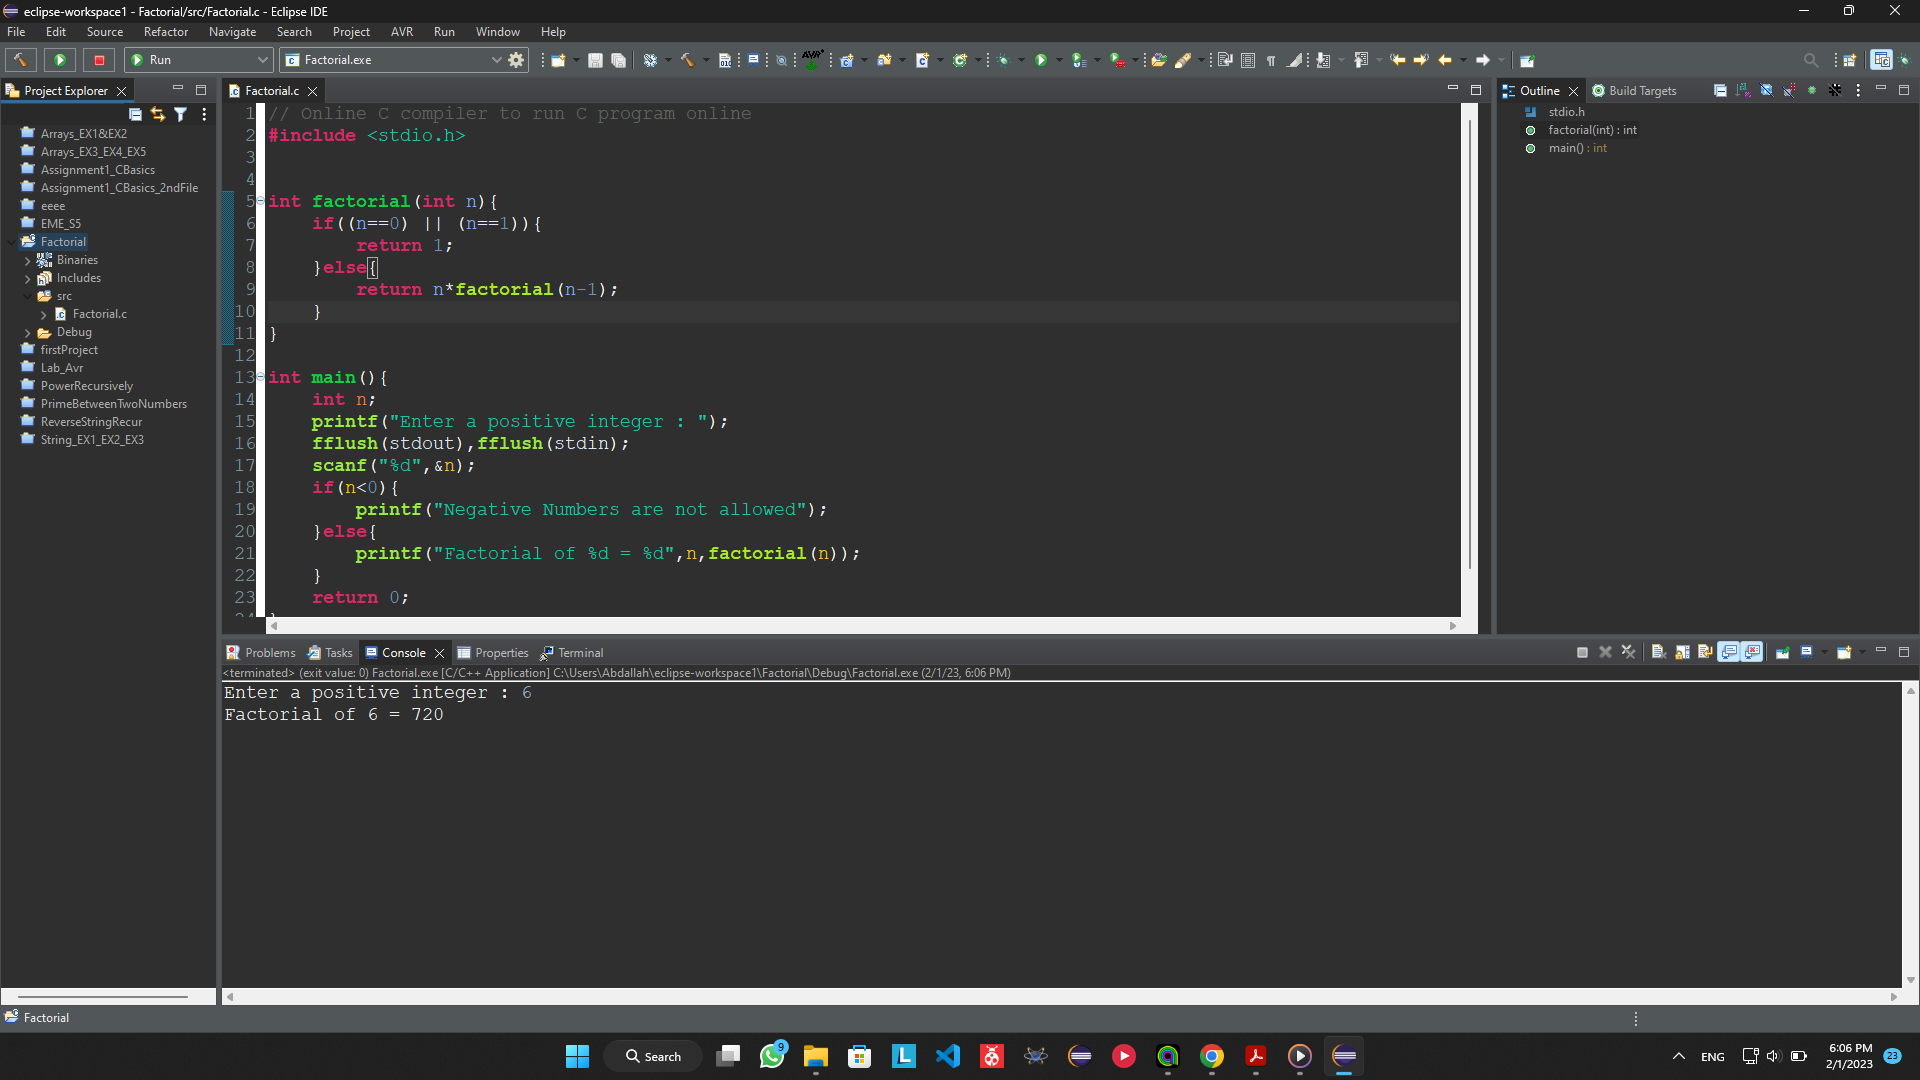 eclipse-workspace1 - Factorial/src/Factorial.c - Eclipse IDE
File Edit Source Refactor Navigate Search Project AVR Run Window Help
Run Factorial.exe
Project Explorer
Arrays_EX1&EX2
Arrays_EX3_EX4_EX5
Assignment1_CBasics
Assignment1_CBasics_2ndFile
eeee
EME_S5
Factorial
Binaries
Includes
src
Factorial.c
Debug
firstProject
Lab_Avr
PowerRecursively
PrimeBetweenTwoNumbers
ReverseStringRecur
String_EX1_EX2_EX3
Factorial.c
1 // Online C compiler to run C program online
2 #include <stdio.h>
3
4
5 int factorial(int n){
6     if((n==0) || (n==1)){
7         return 1;
8     }else{
9         return n*factorial(n-1);
10     }
11 }
12
13 int main(){
14     int n;
15     printf("Enter a positive integer : ");
16     fflush(stdout),fflush(stdin);
17     scanf("%d",&n);
18     if(n<0){
19         printf("Negative Numbers are not allowed");
20     }else{
21         printf("Factorial of %d = %d",n,factorial(n));
22     }
23     return 0;
Outline Build Targets
stdio.h
factorial(int) : int
main() : int
Problems Tasks Console Properties Terminal
<terminated> (exit value: 0) Factorial.exe [C/C++ Application] C:\Users\Abdallah\eclipse-workspace1\Factorial\Debug\Factorial.exe (2/1/23, 6:06 PM)
Enter a positive integer : 6
Factorial of 6 = 720
Factorial
Search 9 ENG 6:06 PM 23
2/1/2023